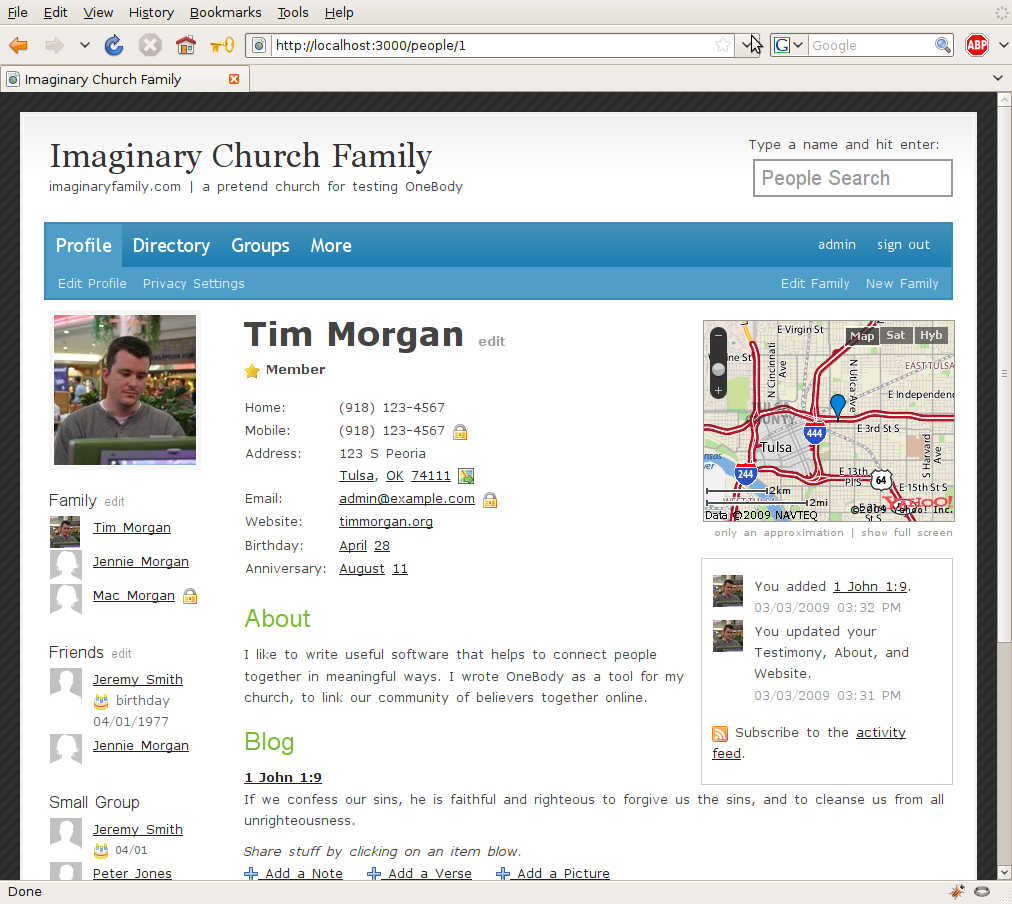 File Edit View History Bookmarks Tools Help
http://localhost:3000/people/1
G Google
ABP
Imaginary Church Family
Imaginary Church Family
imaginaryfamily.com | a pretend church for testing OneBody
Type a name and hit enter:
People Search
Profile Directory Groups More
admin sign out
Edit Profile Privacy Settings
Edit Family New Family
Family edit
Tim Morgan
Jennie Morgan
Mac Morgan
Friends edit
Jeremy Smith
birthday
04/01/1977
Jennie Morgan
Small Group
Jeremy Smith
04/01
Peter Jones
Tim Morgan edit
Member
Home: (918) 123-4567
Mobile: (918) 123-4567
Address: 123 S Peoria
Tulsa, OK 74111
Email: admin@example.com
Website: timmorgan.org
Birthday: April 28
Anniversary: August 11
About
I like to write useful software that helps to connect people
together in meaningful ways. I wrote OneBody as a tool for my
church, to link our community of believers together online.
Blog
1 John 1:9
If we confess our sins, he is faithful and righteous to forgive us the sins, and to cleanse us from all
unrighteousness.
Share stuff by clicking on an item blow.
Add a Note Add a Verse Add a Picture
E Virgin St
Map Sat Hyb
ine St
N Cincinnati
Ave
N Utica Ave
EAST TULSA
E Independenc
COUNTY
E 3rd St S
444
Tulsa
S Harvard
Ave
244
E 13th
Pl S
64
E 15th St S
2km
2mi
YAHOO!
Data ©2009 NAVTEQ
©2009 Yahoo! Inc.
only an approximation | show full screen
You added 1 John 1:9.
03/03/2009 03:32 PM
You updated your
Testimony, About, and
Website.
03/03/2009 03:31 PM
Subscribe to the activity
feed.
Done